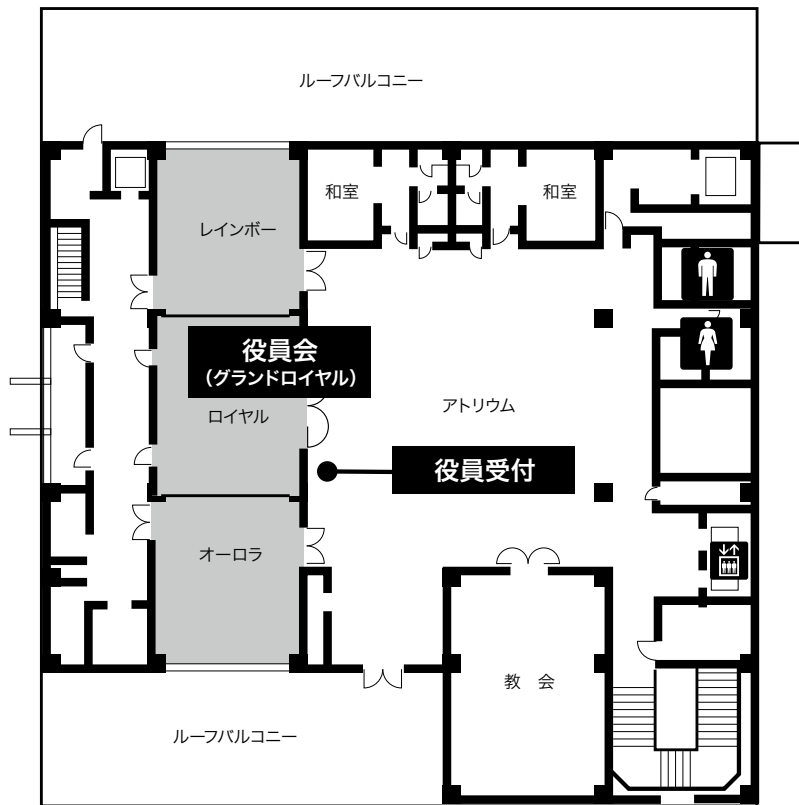 ルーフバルコニー
和室
和室
レインボー
役員会
(グランドロイヤル)
ロイヤル
アトリウム
役員受付
オーロラ
教 会
ルーフバルコニー